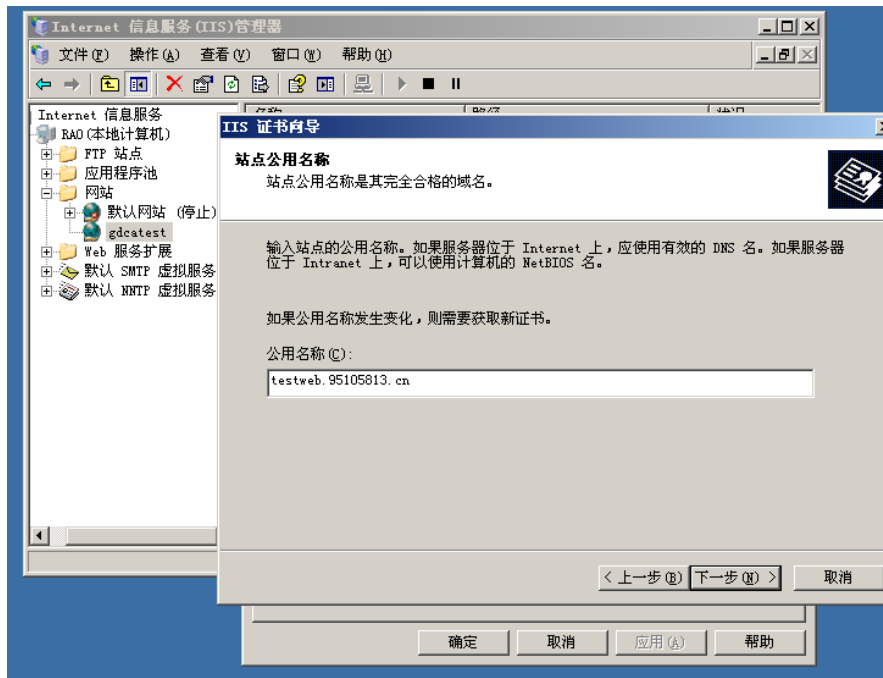 Internet 信息服务(IIS)管理器
文件(F) 操作(A) 查看(V) 窗口(W) 帮助(H)
Internet 信息服务
名称 路径 状况
RAO(本地计算机)
FTP 站点
应用程序池
网站
默认网站 (停止)
gdcatest
Web 服务扩展
默认 SMTP 虚拟服务
默认 NNTP 虚拟服务
IIS 证书向导
站点公用名称
站点公用名称是其完全合格的域名。
输入站点的公用名称。如果服务器位于 Internet 上，应使用有效的 DNS 名。如果服务器
位于 Intranet 上，可以使用计算机的 NetBIOS 名。
如果公用名称发生变化，则需要获取新证书。
公用名称(C):
testweb.95105813.cn
< 上一步(B) 下一步(N) > 取消
确定 取消 应用(A) 帮助